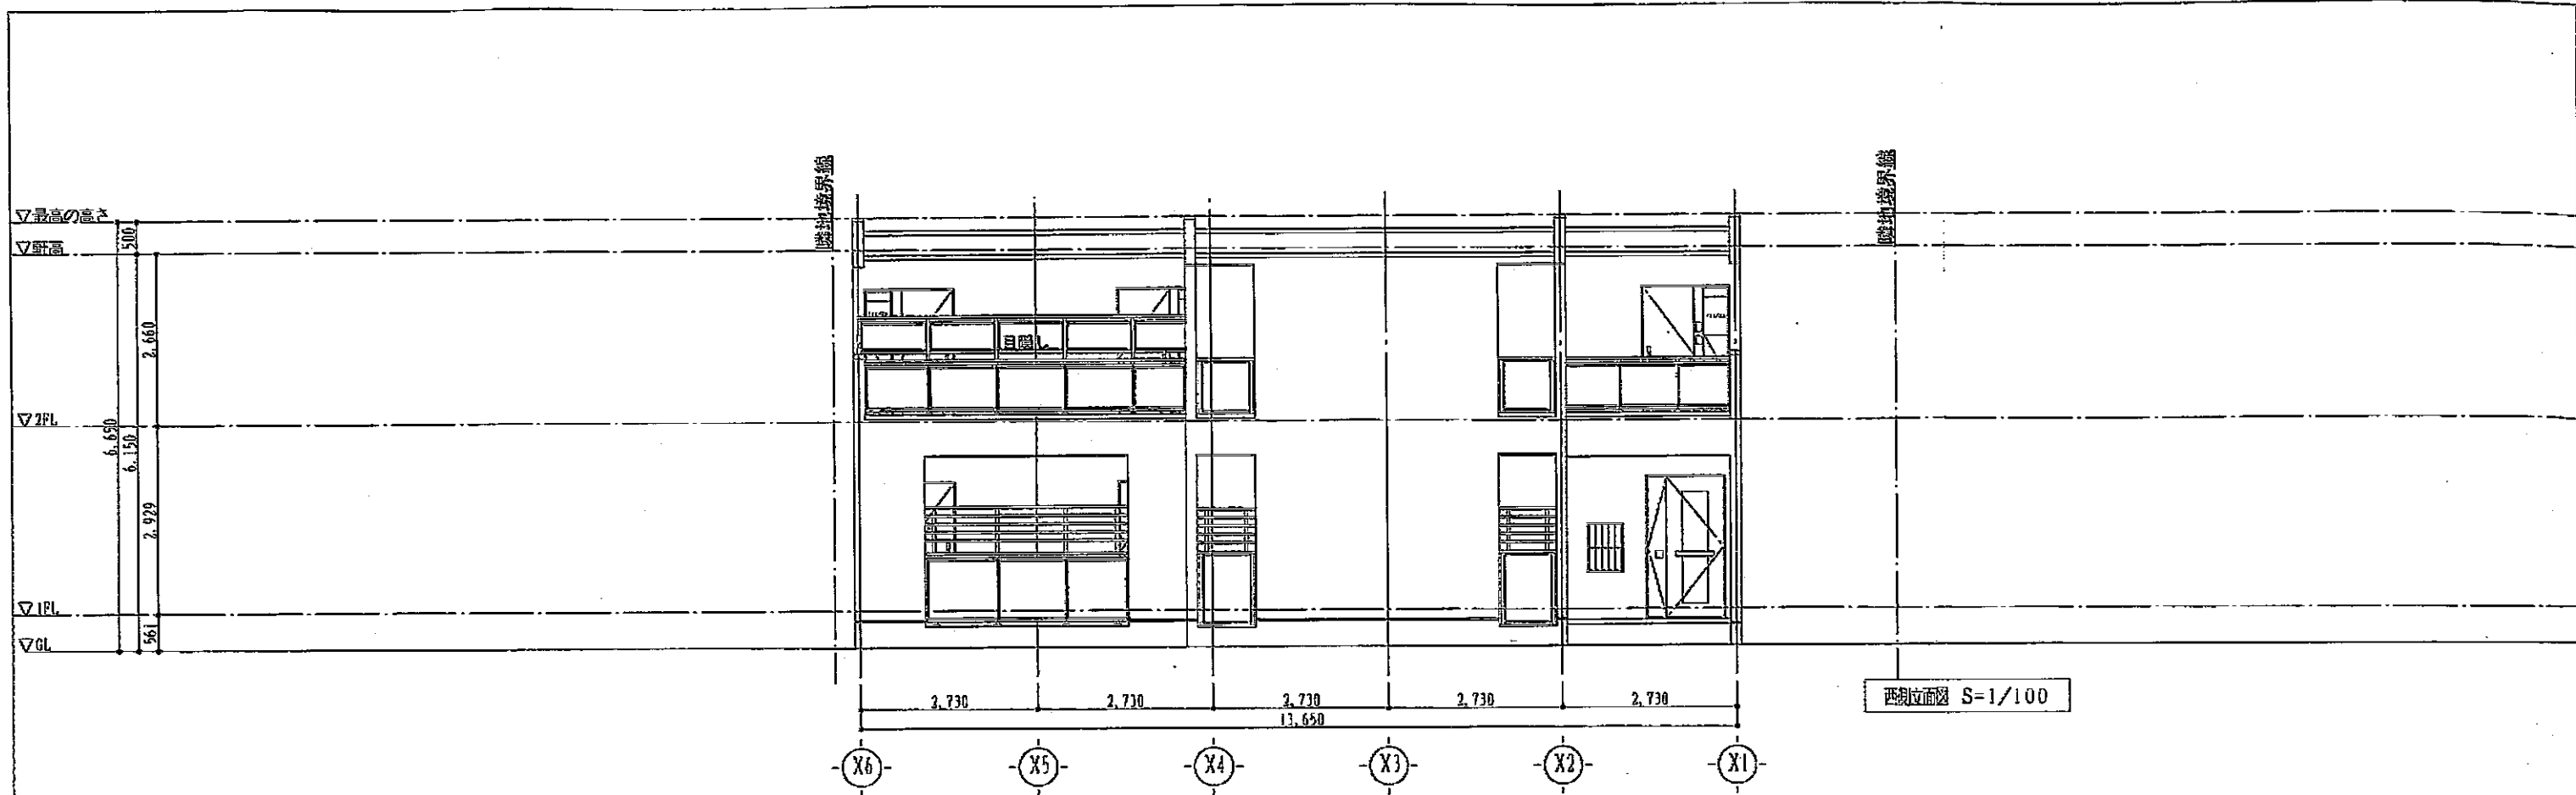 隣地境界線
隣地境界線
▽最高の高さ
500
▽軒高
2,660
目隠し
▽2FL
6,650
6,150
2,929
▽1FL
561
▽GL
2,730 2,730 2,730 2,730 2,730
13,650
西側立面図 S=1/100
X6 X5 X4 X3 X2 X1